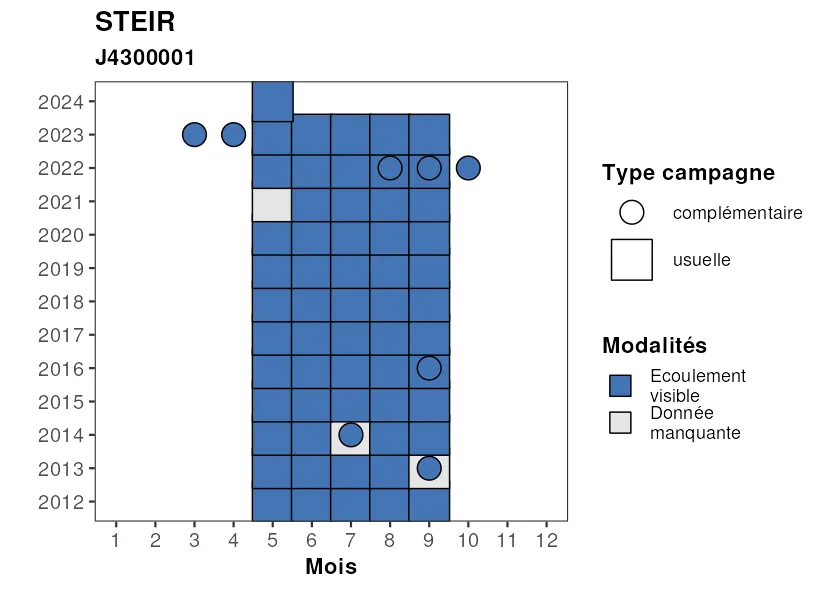 STEIR
J4300001
2024
2023
2022
2021
2020
2019
2018
2017
2016
2015
2014
2013
2012
1 2 3 4 5 6 7 8 9 10 11 12
Mois
Type campagne
complémentaire
usuelle
Modalités
Ecoulement
visible
Donnée
manquante